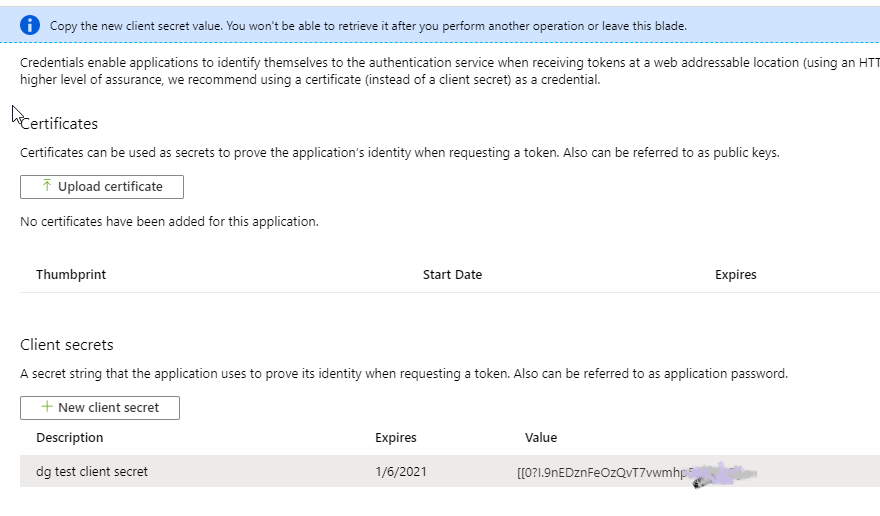 Copy the new client secret value. You won't be able to retrieve it after you perform another operation or leave this blade.
Credentials enable applications to identify themselves to the authentication service when receiving tokens at a web addressable location (using an HTT
higher level of assurance, we recommend using a certificate (instead of a client secret) as a credential.
Certificates
Certificates can be used as secrets to prove the application's identity when requesting a token. Also can be referred to as public keys.
Upload certificate
No certificates have been added for this application.
Thumbprint Start Date Expires
Client secrets
A secret string that the application uses to prove its identity when requesting a token. Also can be referred to as application password.
New client secret
Description Expires Value
dg test client secret 1/6/2021